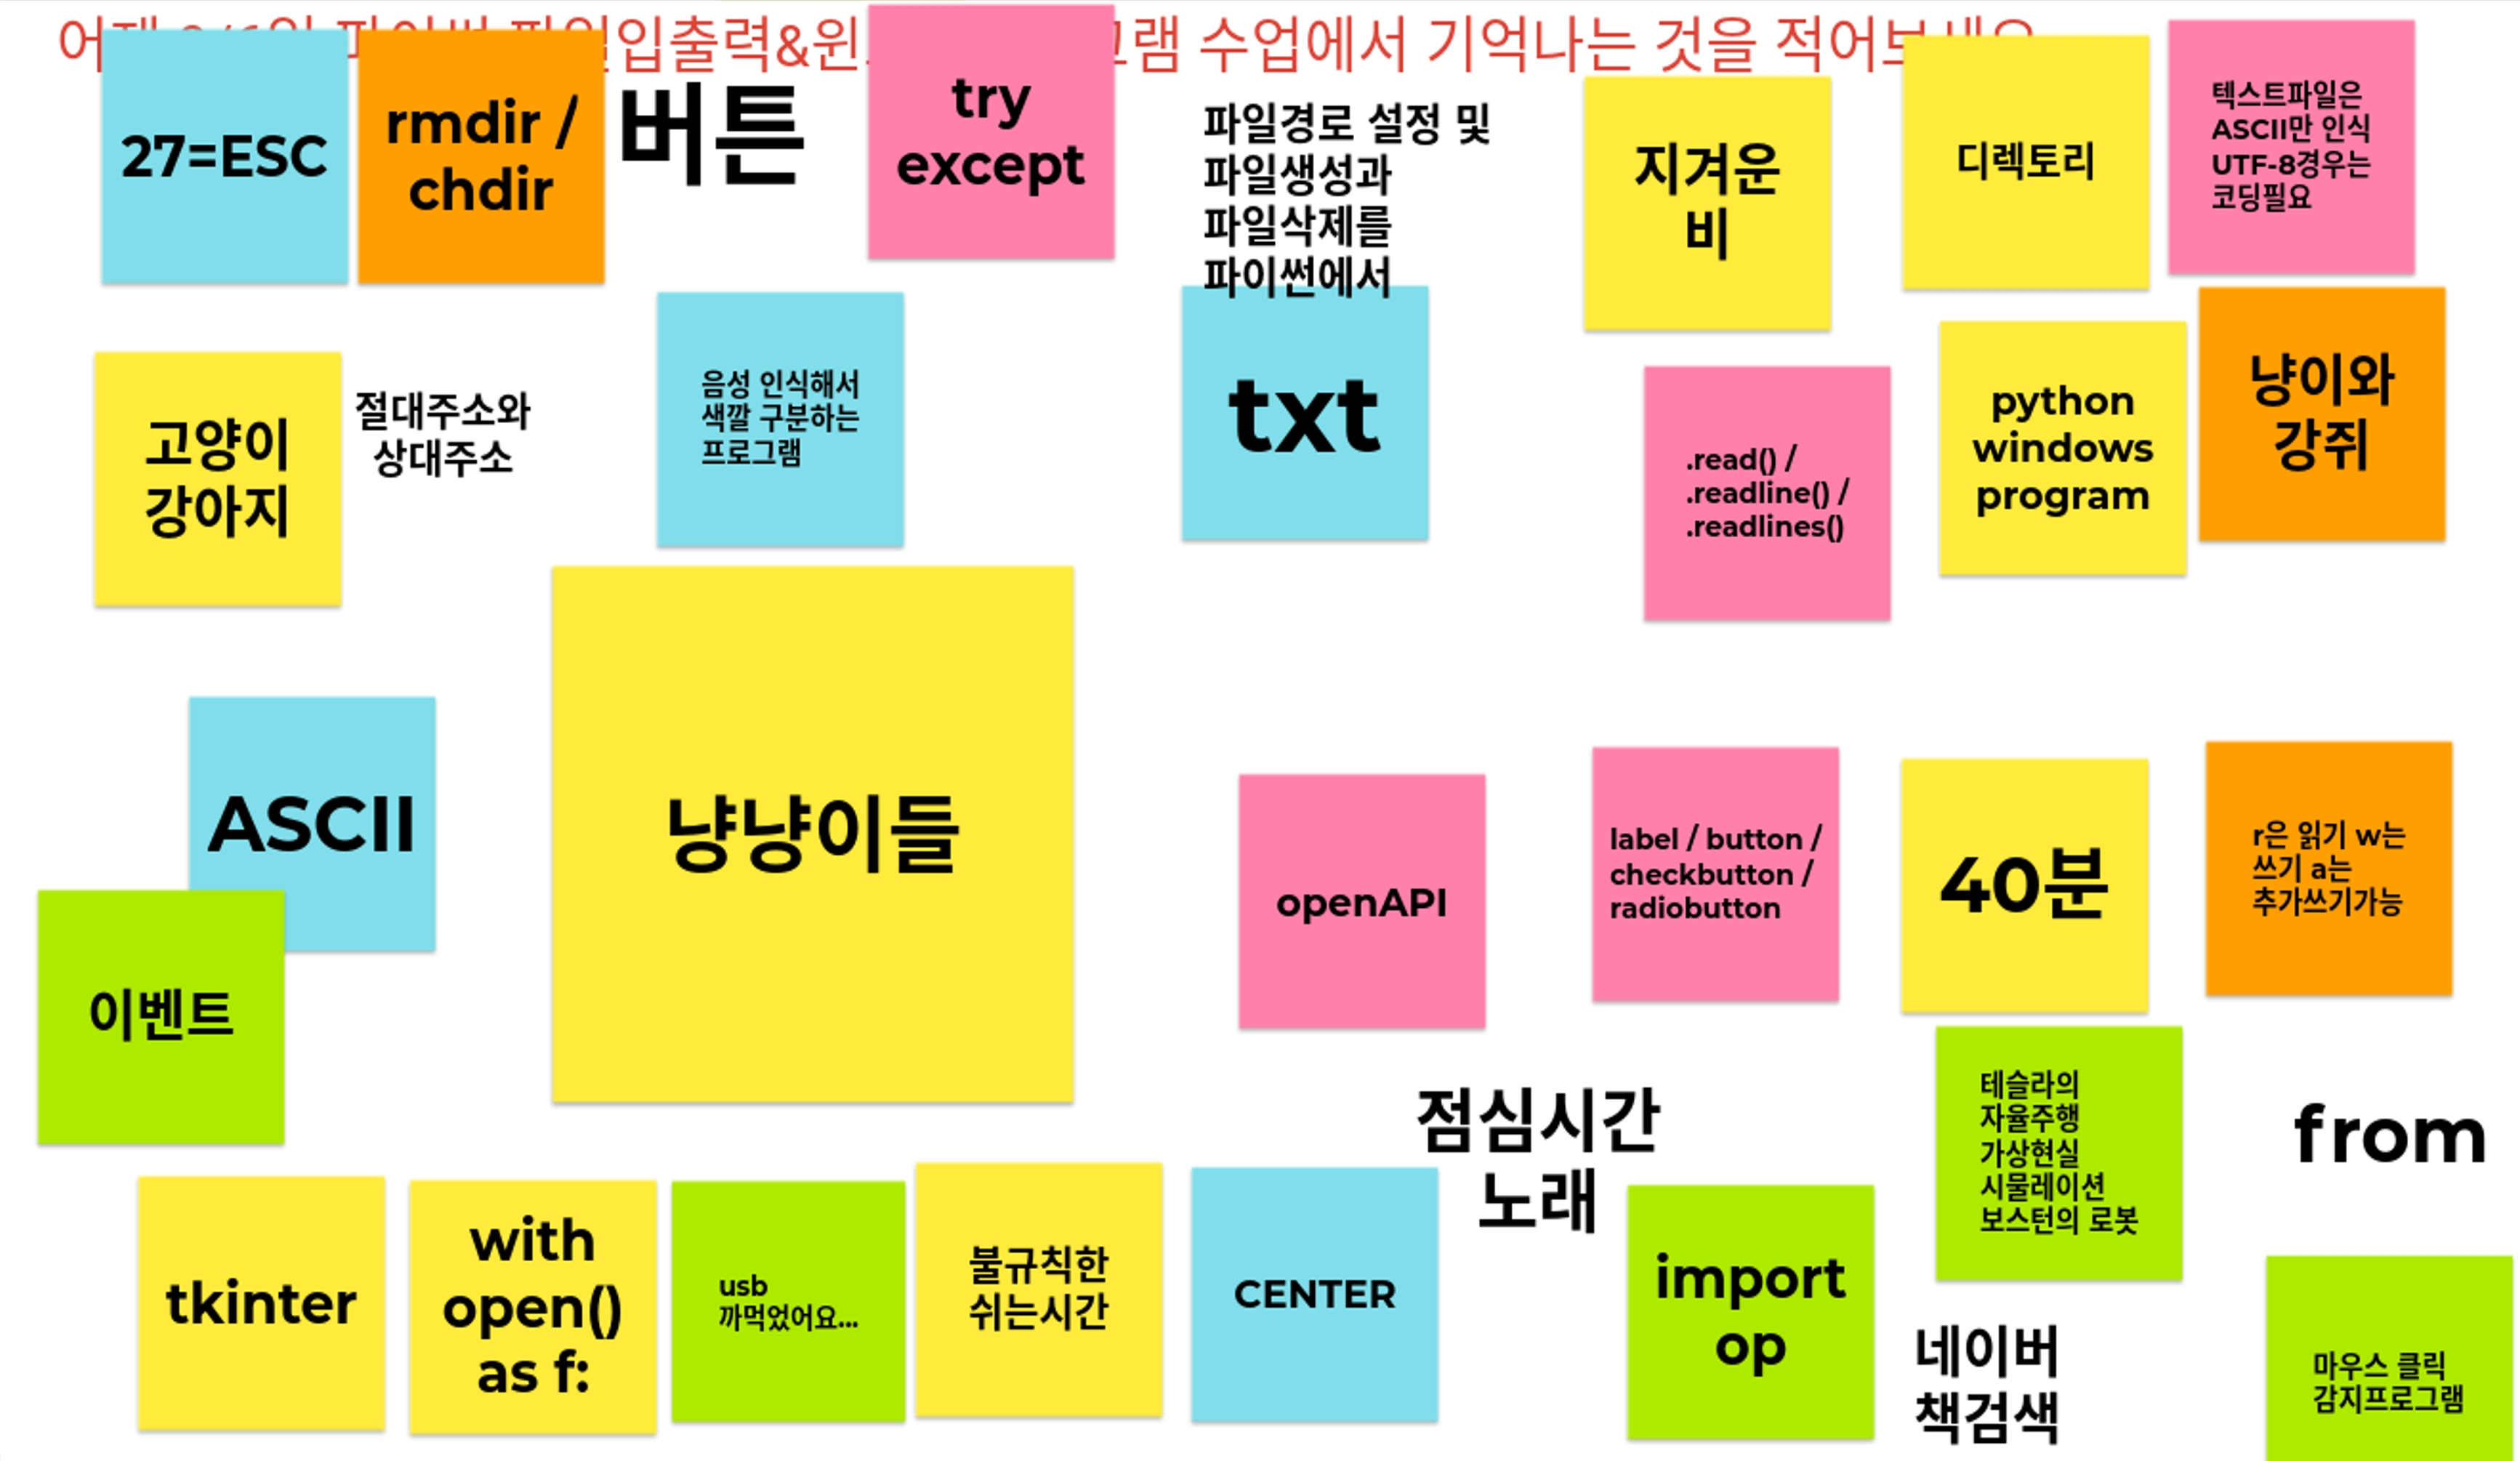 입출력& 수업에서 기억나는 것을
27=ESC
rmdir /
chdir
버튼
try
except
파일경로 설정 및
파일생성과
파일삭제를
파이썬에서
지겨운
비
디렉토리
텍스트파일은
ASCII만 인식
UTF-8경우는
코딩필요
고양이
강아지
절대주소와
상대주소
음성 인식해서
색깔 구분하는
프로그램
txt
.read() /
.readline() /
.readlines()
python
windows
program
냥이와
강쥐
ASCII
이벤트
냥냥이들
openAPI
label / button /
checkbutton /
radiobutton
40분
r은 읽기 w는
쓰기 a는
추가쓰기가능
점심시간
노래
테슬라의
자율주행
가상현실
시물레이션
보스턴의 로봇
from
tkinter
with
open()
as f:
usb
까먹었어요...
불규칙한
쉬는시간
CENTER
import
op
네이버
책검색
마우스 클릭
감지프로그램